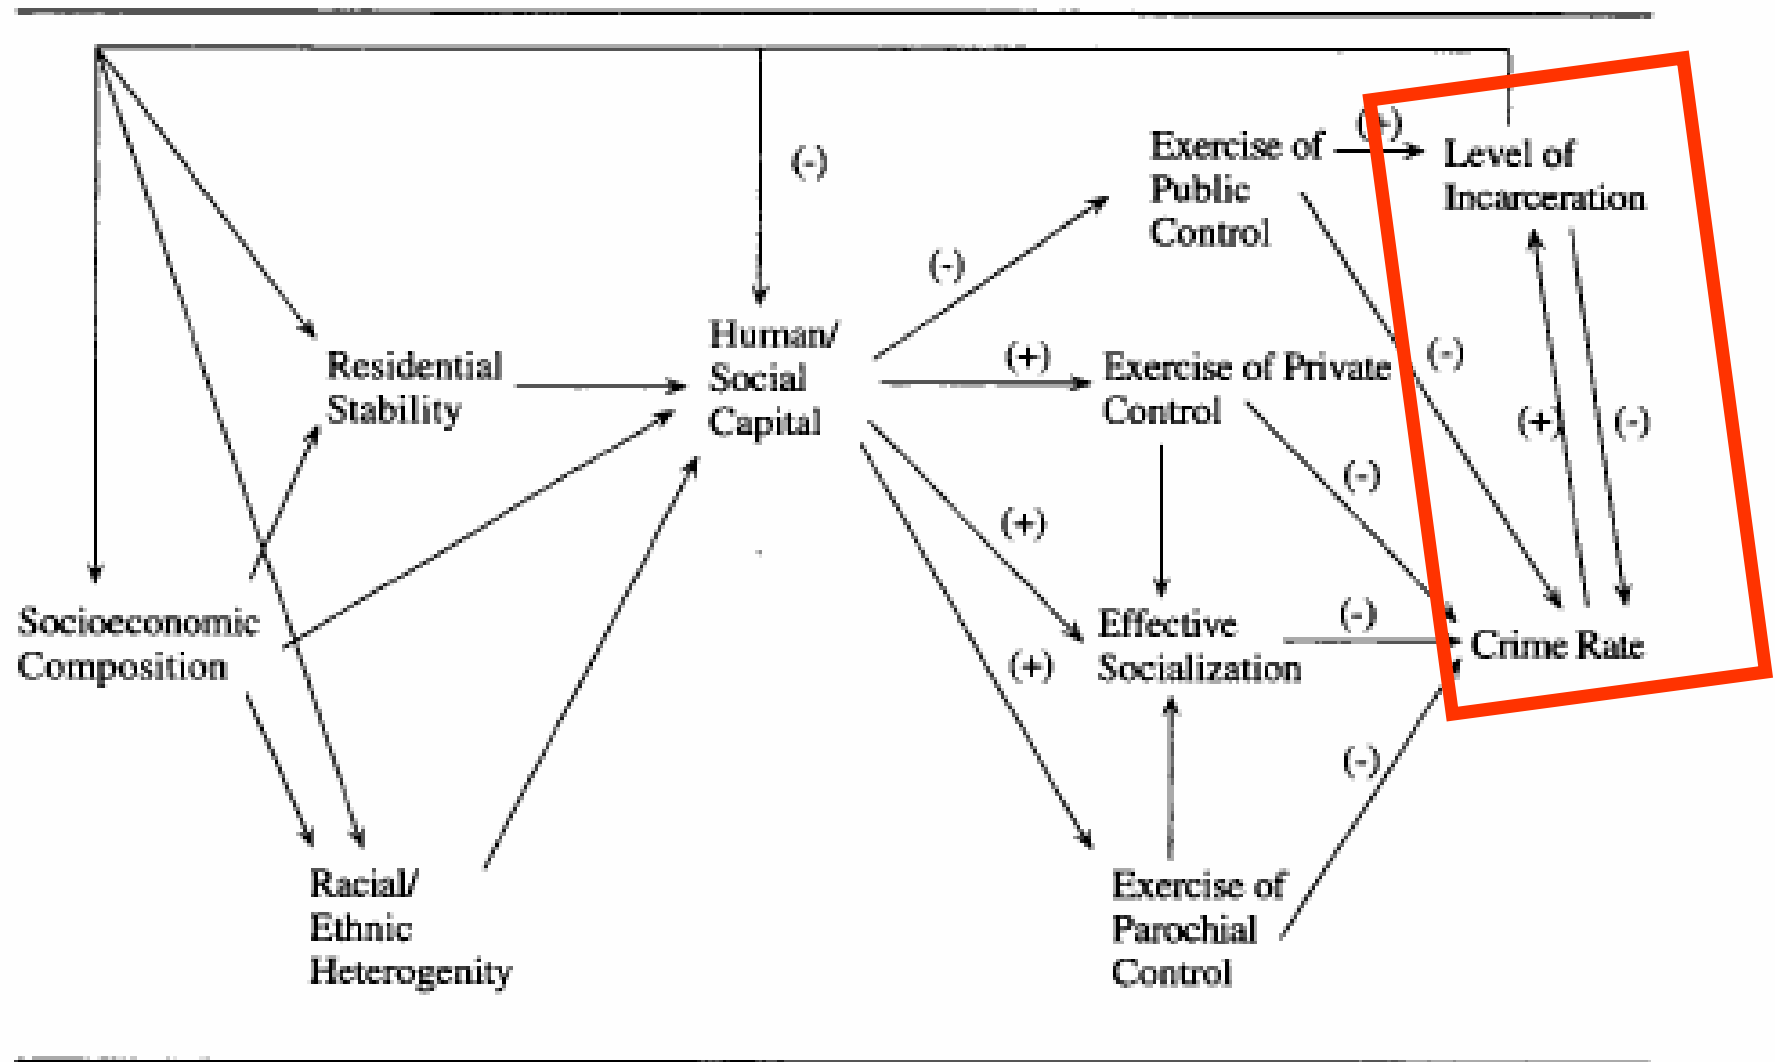 (+)
Exercise of
Public
Control
Level of
Incarceration
(-)
(-)
Human/
Social
Capital
Residential
Stability
(+)
Exercise of Private
Control
(-)
(+)
(-)
(-)
(+)
Socioeconomic
Composition
Effective
Socialization
(-)
Crime Rate
(+)
(-)
Racial/
Ethnic
Heterogenity
Exercise of
Parochial
Control